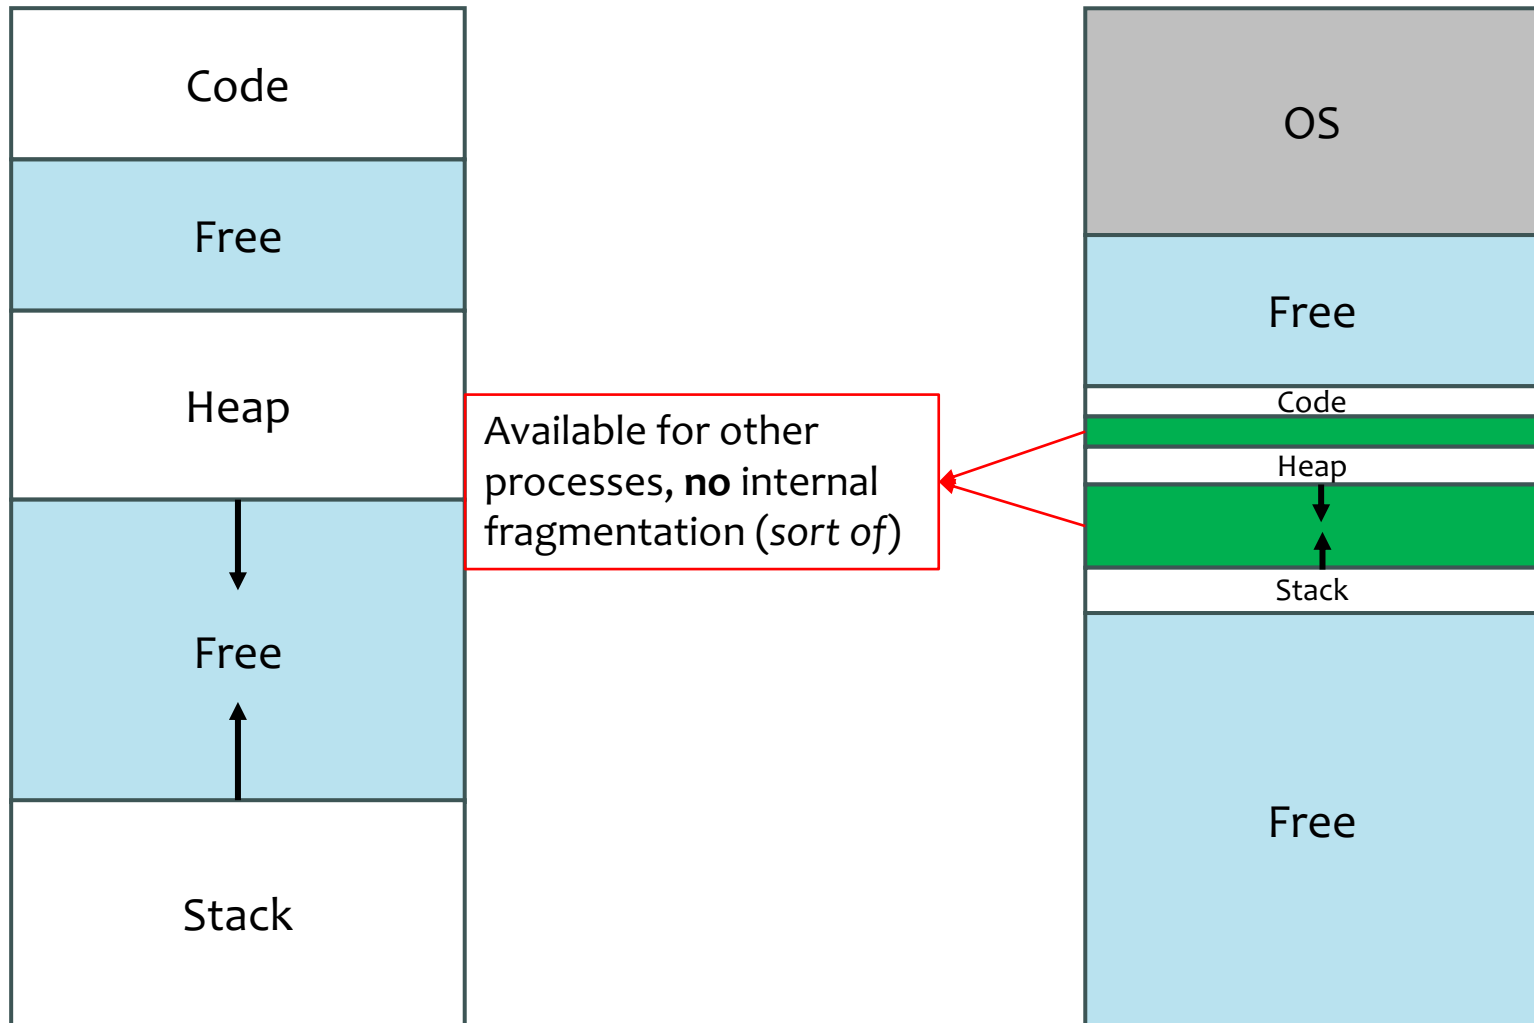 Code
Free
Heap
Free
Stack
Available for other
processes, no internal
fragmentation (sort of)
OS
Free
Code
Heap
Stack
Free